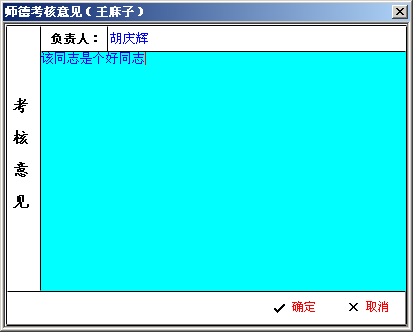 师德考核意见（王麻子）
负责人：胡庆辉
该同志是个好同志
考
核
意
见
确定 取消